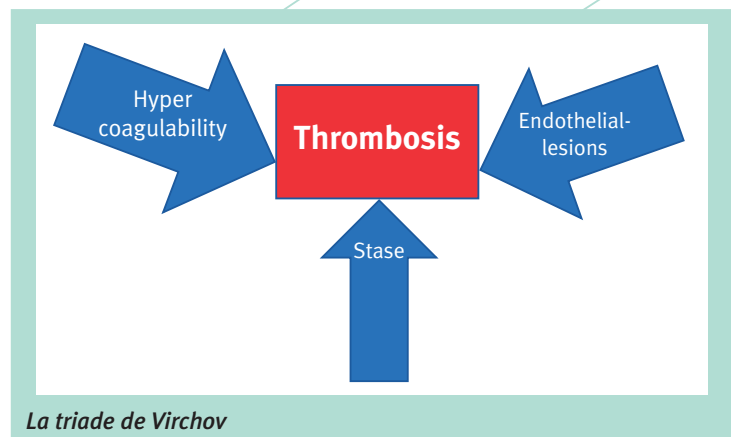 Hyper
coagulability
Thrombosis
Endothelial-
lesions
Stase
La triade de Virchov